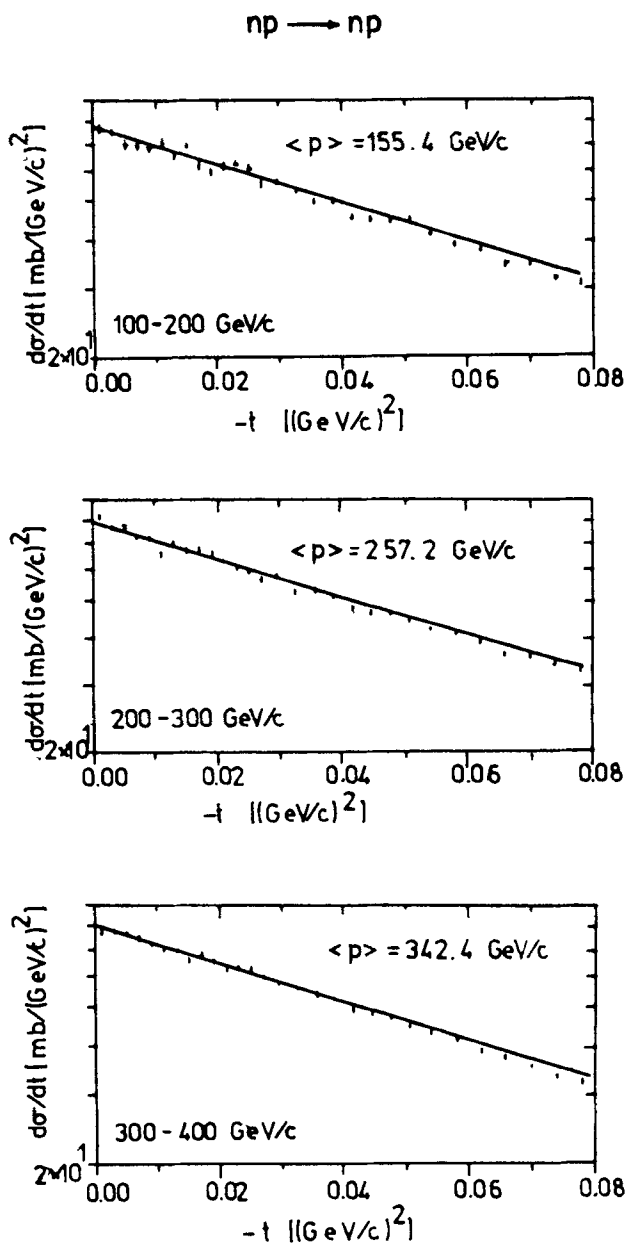 np → np
dσ/dt [mb/(GeV/c)²]
<p> = 155.4 GeV/c
100-200 GeV/c
2×10¹
0.00 0.02 0.04 0.06 0.08
-t [(GeV/c)²]
dσ/dt [mb/(GeV/c)²]
<p> = 257.2 GeV/c
200-300 GeV/c
2×10¹
0.00 0.02 0.04 0.06 0.08
-t [(GeV/c)²]
dσ/dt [mb/(GeV/c)²]
<p> = 342.4 GeV/c
300-400 GeV/c
2×10¹
0.00 0.02 0.04 0.06 0.08
-t [(GeV/c)²]